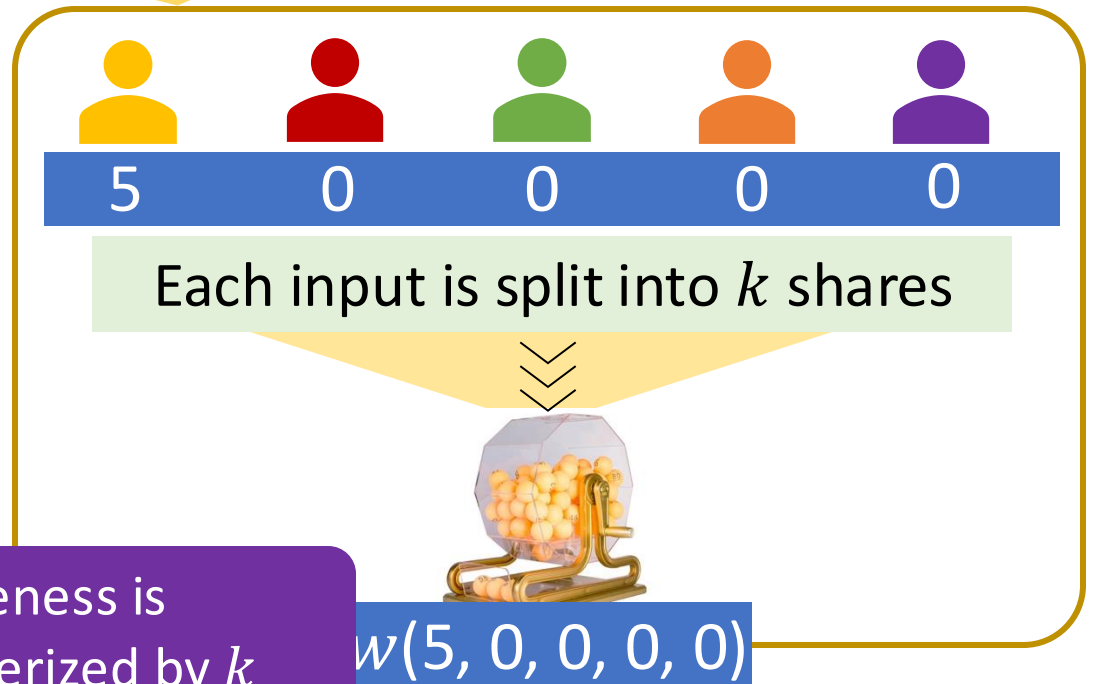 5 0 0 0 0
Each input is split into k shares
eness is
erized by k
w(5, 0, 0, 0, 0)